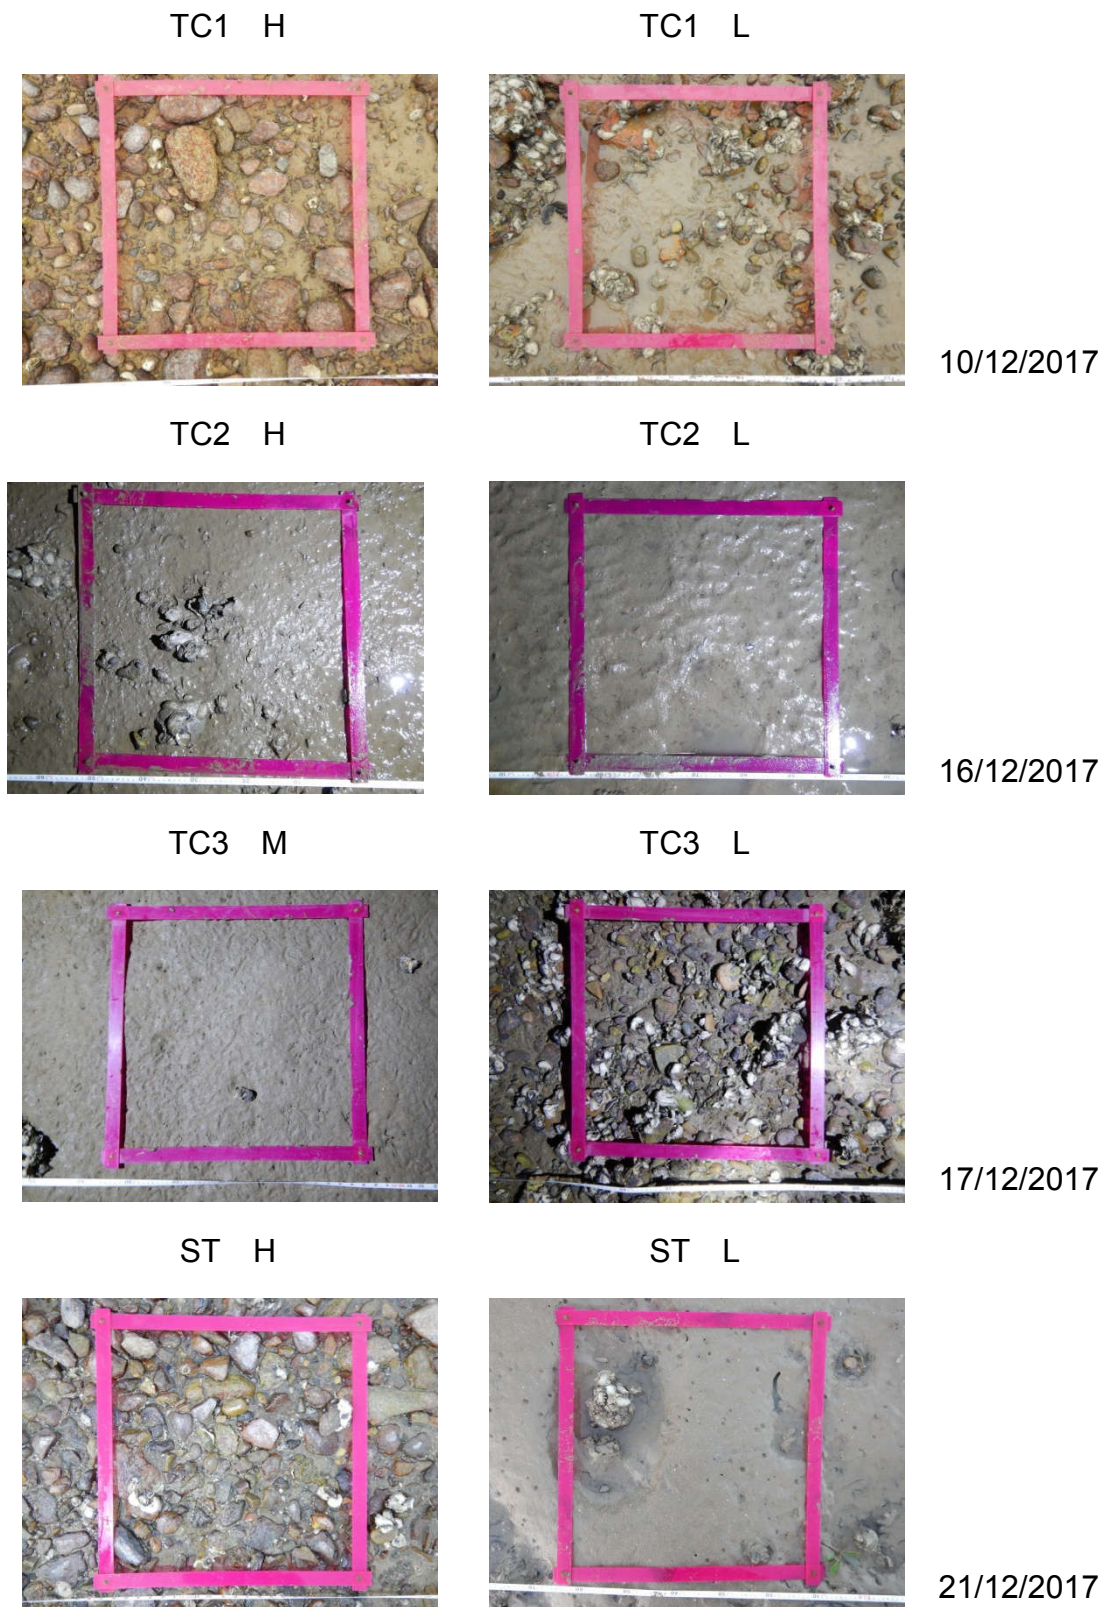 TC1 H
TC1 L
10/12/2017
TC2 H
TC2 L
16/12/2017
TC3 M
TC3 L
17/12/2017
ST H
ST L
21/12/2017